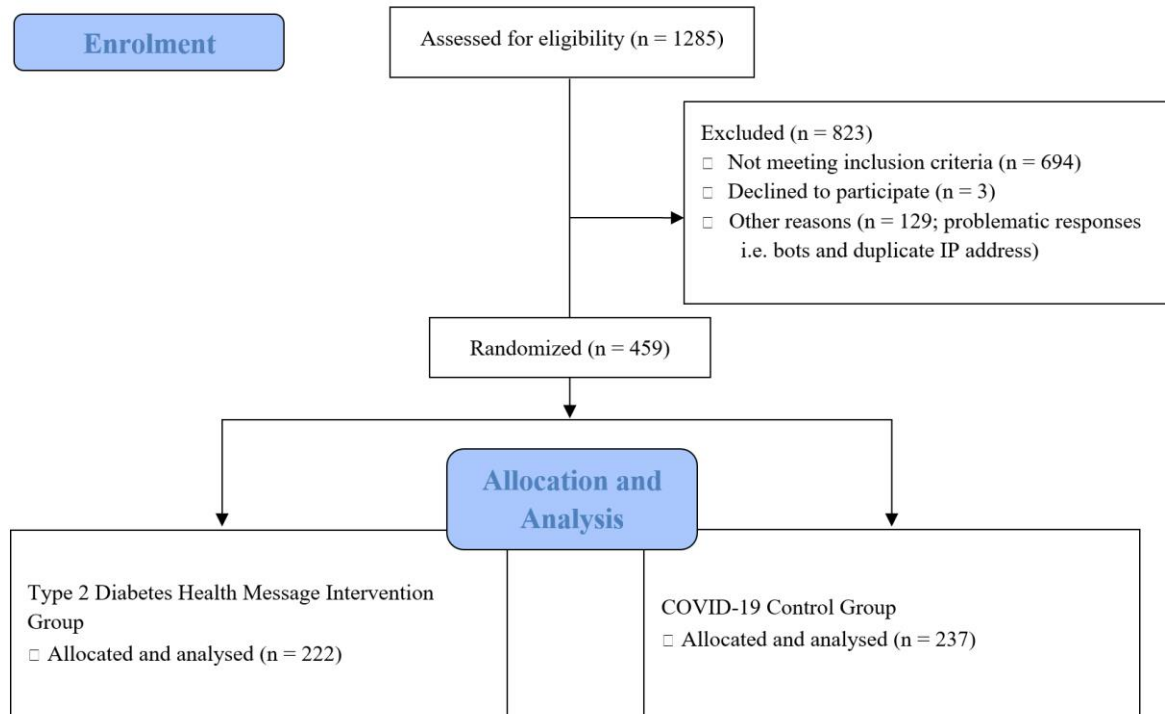 Enrolment
Assessed for eligibility (n = 1285)
Excluded (n = 823)
□ Not meeting inclusion criteria (n = 694)
□ Declined to participate (n = 3)
□ Other reasons (n = 129; problematic responses
i.e. bots and duplicate IP address)
Randomized (n = 459)
Allocation and
Analysis
Type 2 Diabetes Health Message Intervention
Group
□ Allocated and analysed (n = 222)
COVID-19 Control Group
□ Allocated and analysed (n = 237)